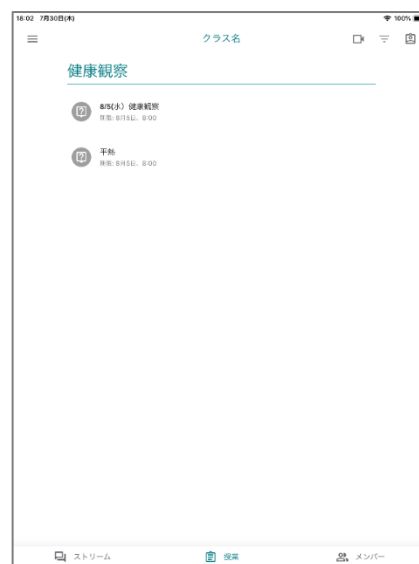 18:02 7月30日(木)
100%
クラス名
健康観察
8/5(水) 健康観察
期限: 8月5日、8:00
平熱
期限: 8月5日、8:00
ストリーム
授業
メンバー